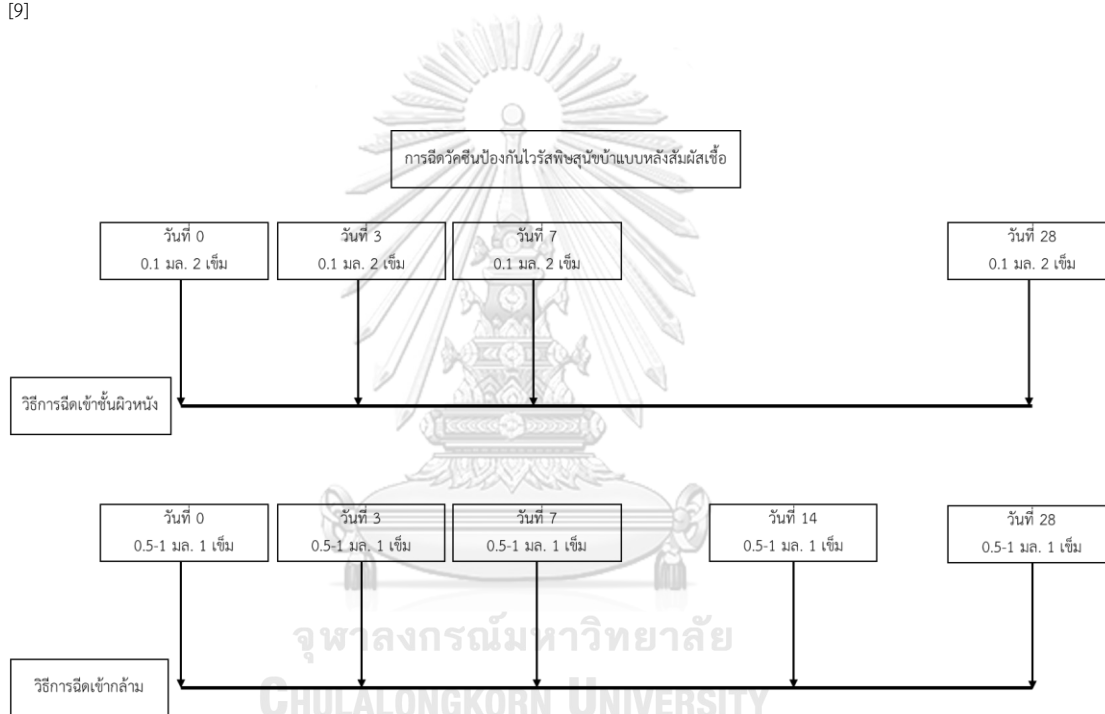 [9]
การฉีดวัคซีนป้องกันไวรัสพิษสุนัขบ้าแบบหลังสัมผัสเชื้อ
วันที่ 0
0.1 มล. 2 เข็ม
วันที่ 3
0.1 มล. 2 เข็ม
วันที่ 7
0.1 มล. 2 เข็ม
วันที่ 28
0.1 มล. 2 เข็ม
วิธีการฉีดเข้าชั้นผิวหนัง
วันที่ 0
0.5-1 มล. 1 เข็ม
วันที่ 3
0.5-1 มล. 1 เข็ม
วันที่ 7
0.5-1 มล. 1 เข็ม
วันที่ 14
0.5-1 มล. 1 เข็ม
วันที่ 28
0.5-1 มล. 1 เข็ม
วิธีการฉีดเข้ากล้าม
จุฬาลงกรณ์มหาวิทยาลัย
CHULALONGKORN UNIVERSITY